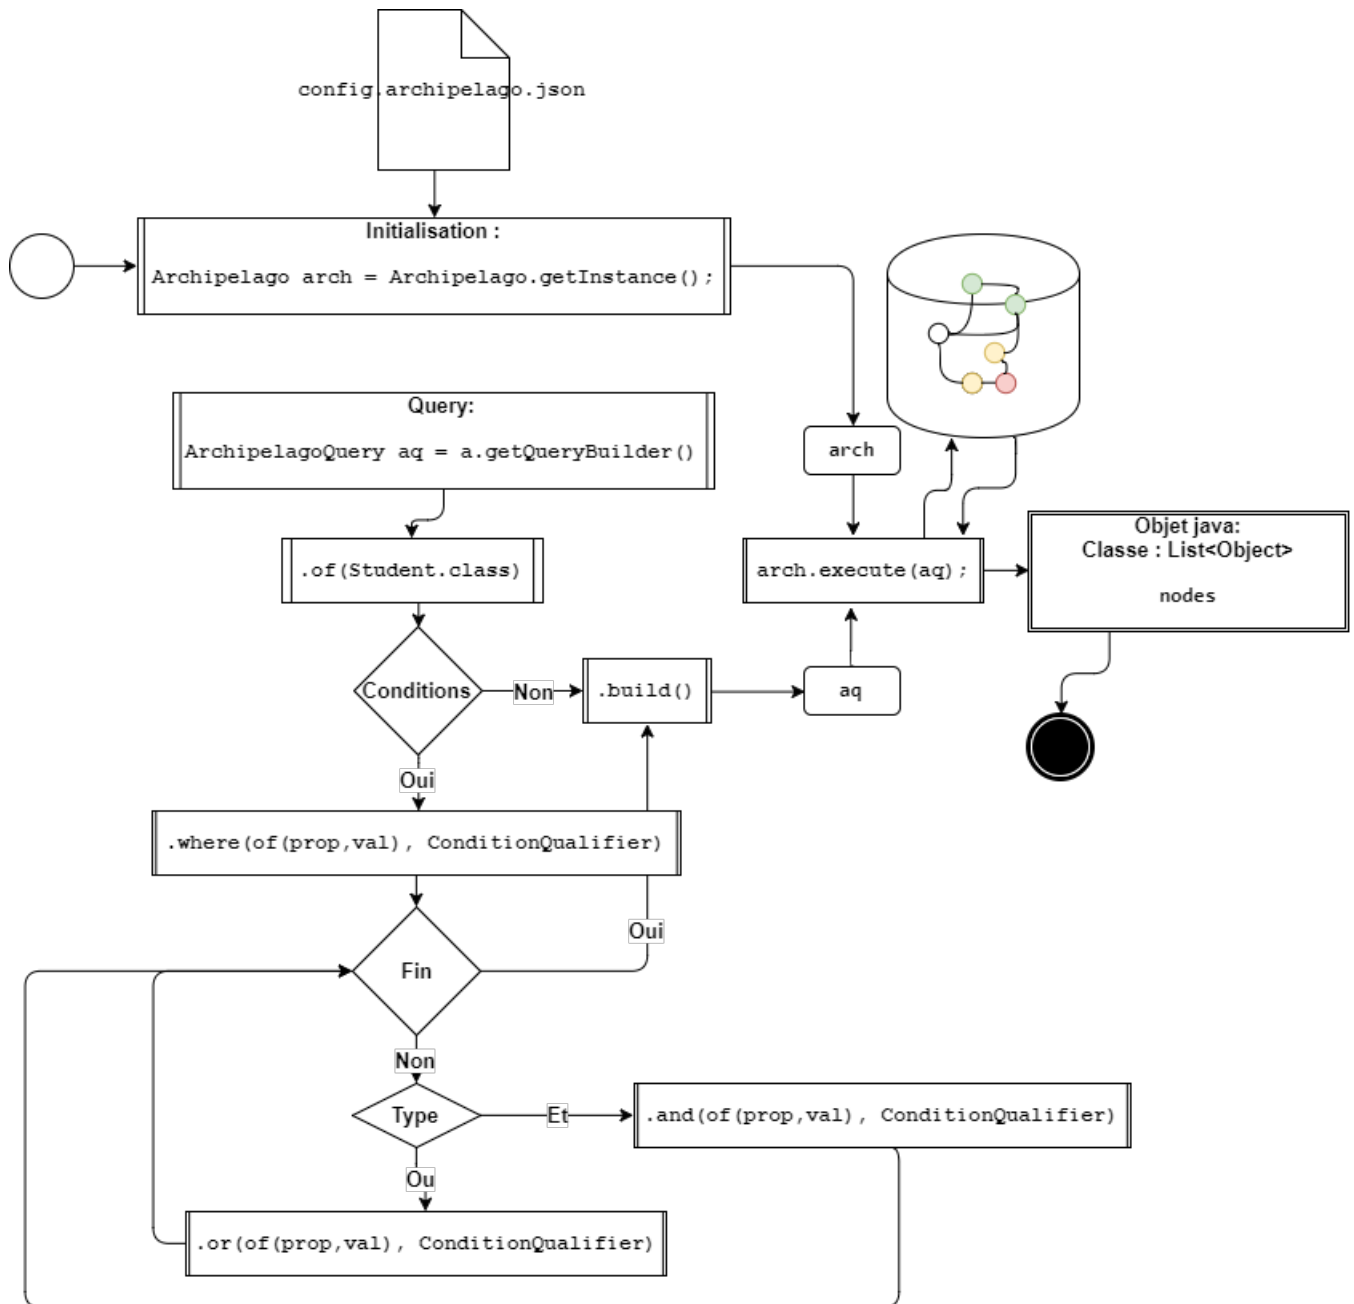 config.archipelago.json
Initialisation :
Archipelago arch = Archipelago.getInstance();
Query:
ArchipelagoQuery aq = a.getQueryBuilder()
arch
.of(Student.class)
arch.execute(aq);
Objet java:
Classe : List<Object>
nodes
Conditions
Non
.build()
aq
Oui
.where(of(prop,val), ConditionQualifier)
Oui
Fin
Non
Type
Et
.and(of(prop,val), ConditionQualifier)
Ou
.or(of(prop,val), ConditionQualifier)